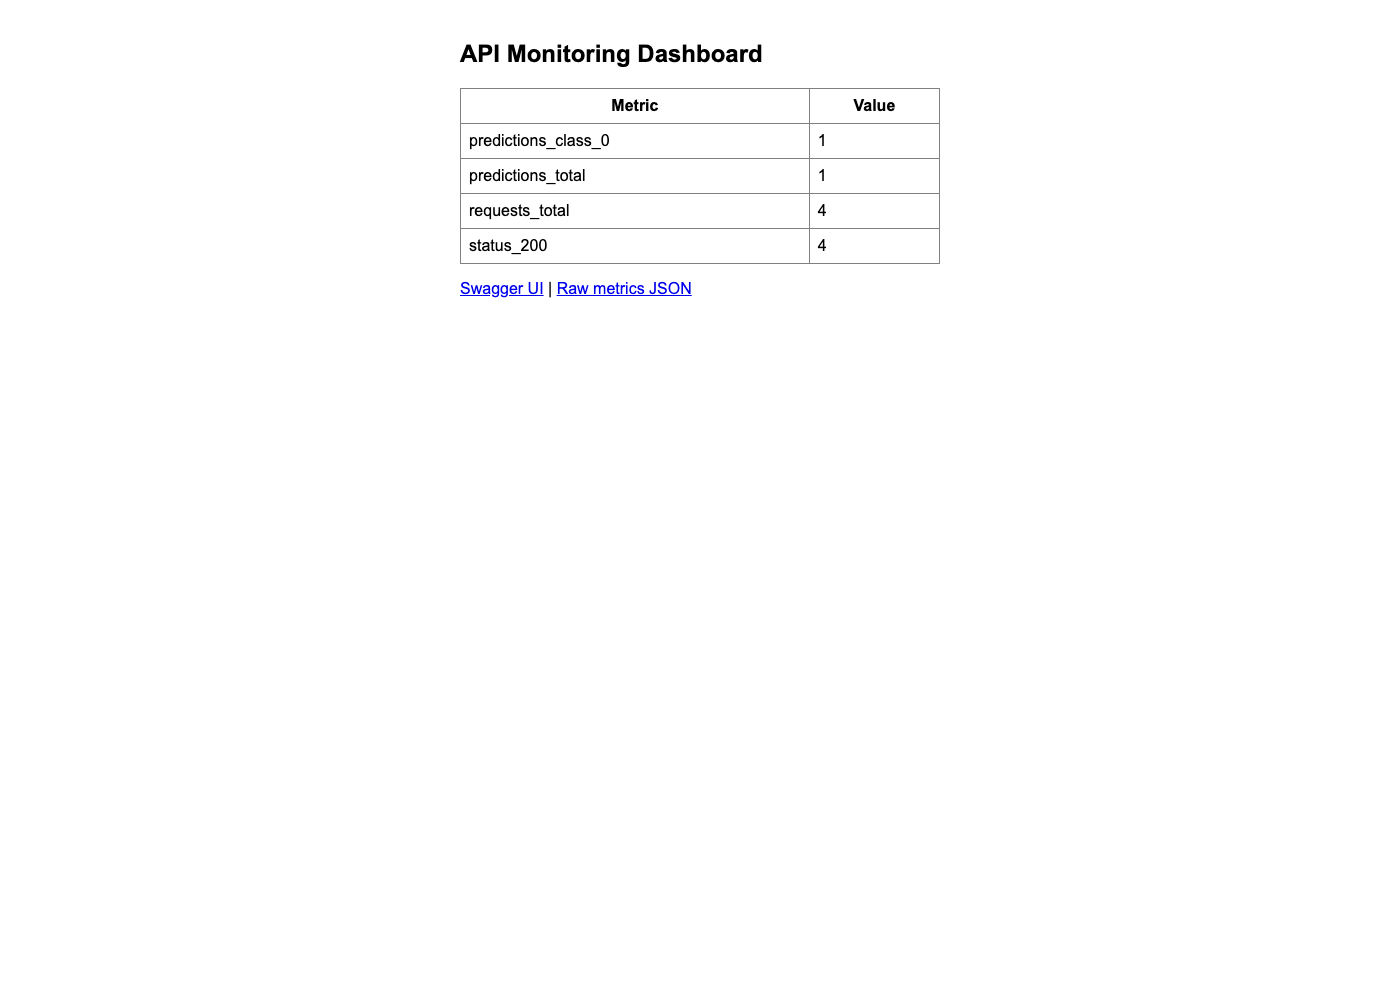 API Monitoring Dashboard
Metric Value
predictions_class_0 1
predictions_total 1
requests_total 4
status_200 4
Swagger UI | Raw metrics JSON